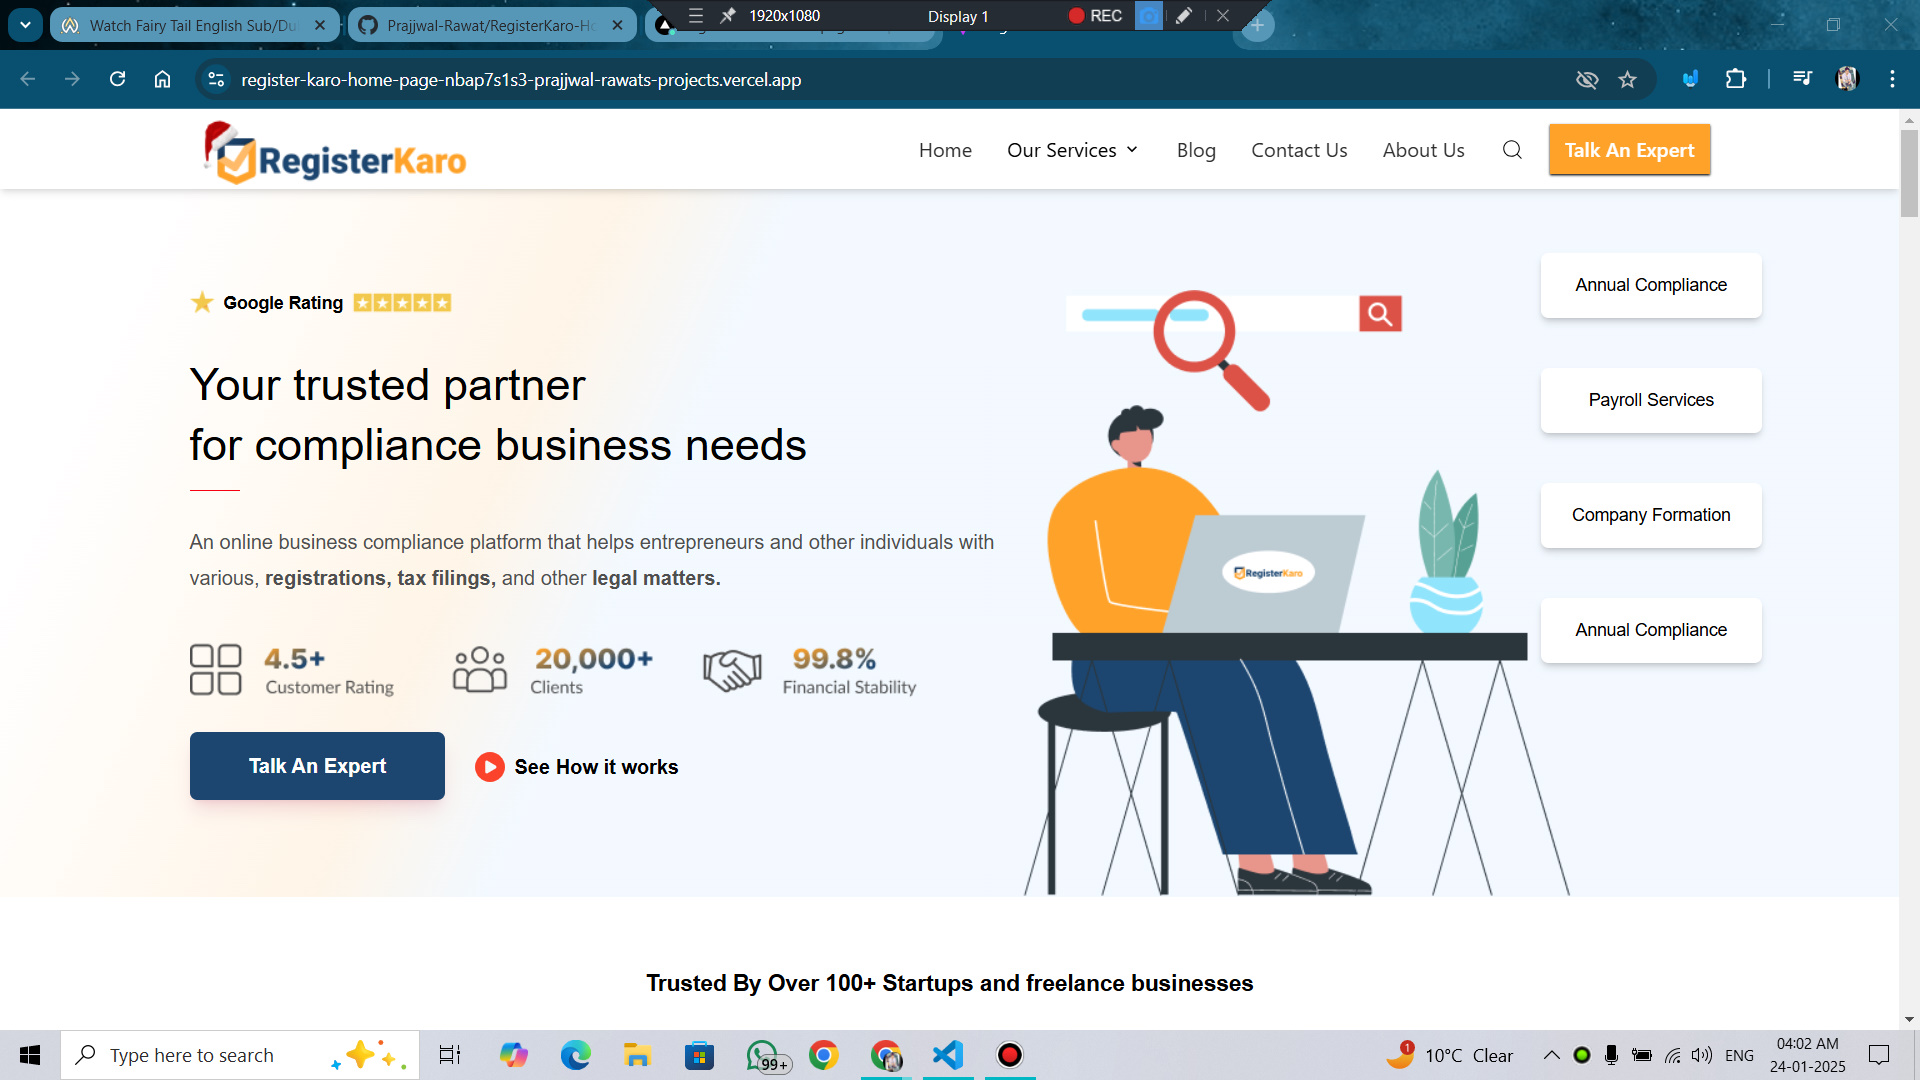 Watch Fairy Tail English Sub/Du
Prajjwal-Rawat/RegisterKaro-Ho
1920x1080
Display 1
REC
register-karo-home-page-nbap7s1s3-prajjwal-rawats-projects.vercel.app
RegisterKaro
Home
Our Services
Blog
Contact Us
About Us
Talk An Expert
Google Rating
Your trusted partner
for compliance business needs
An online business compliance platform that helps entrepreneurs and other individuals with
various, registrations, tax filings, and other legal matters.
4.5+
Customer Rating
20,000+
Clients
99.8%
Financial Stability
Talk An Expert
See How it works
RegisterKaro
Annual Compliance
Payroll Services
Company Formation
Annual Compliance
Trusted By Over 100+ Startups and freelance businesses
Type here to search
99+
1
10°C Clear
ENG
04:02 AM
24-01-2025